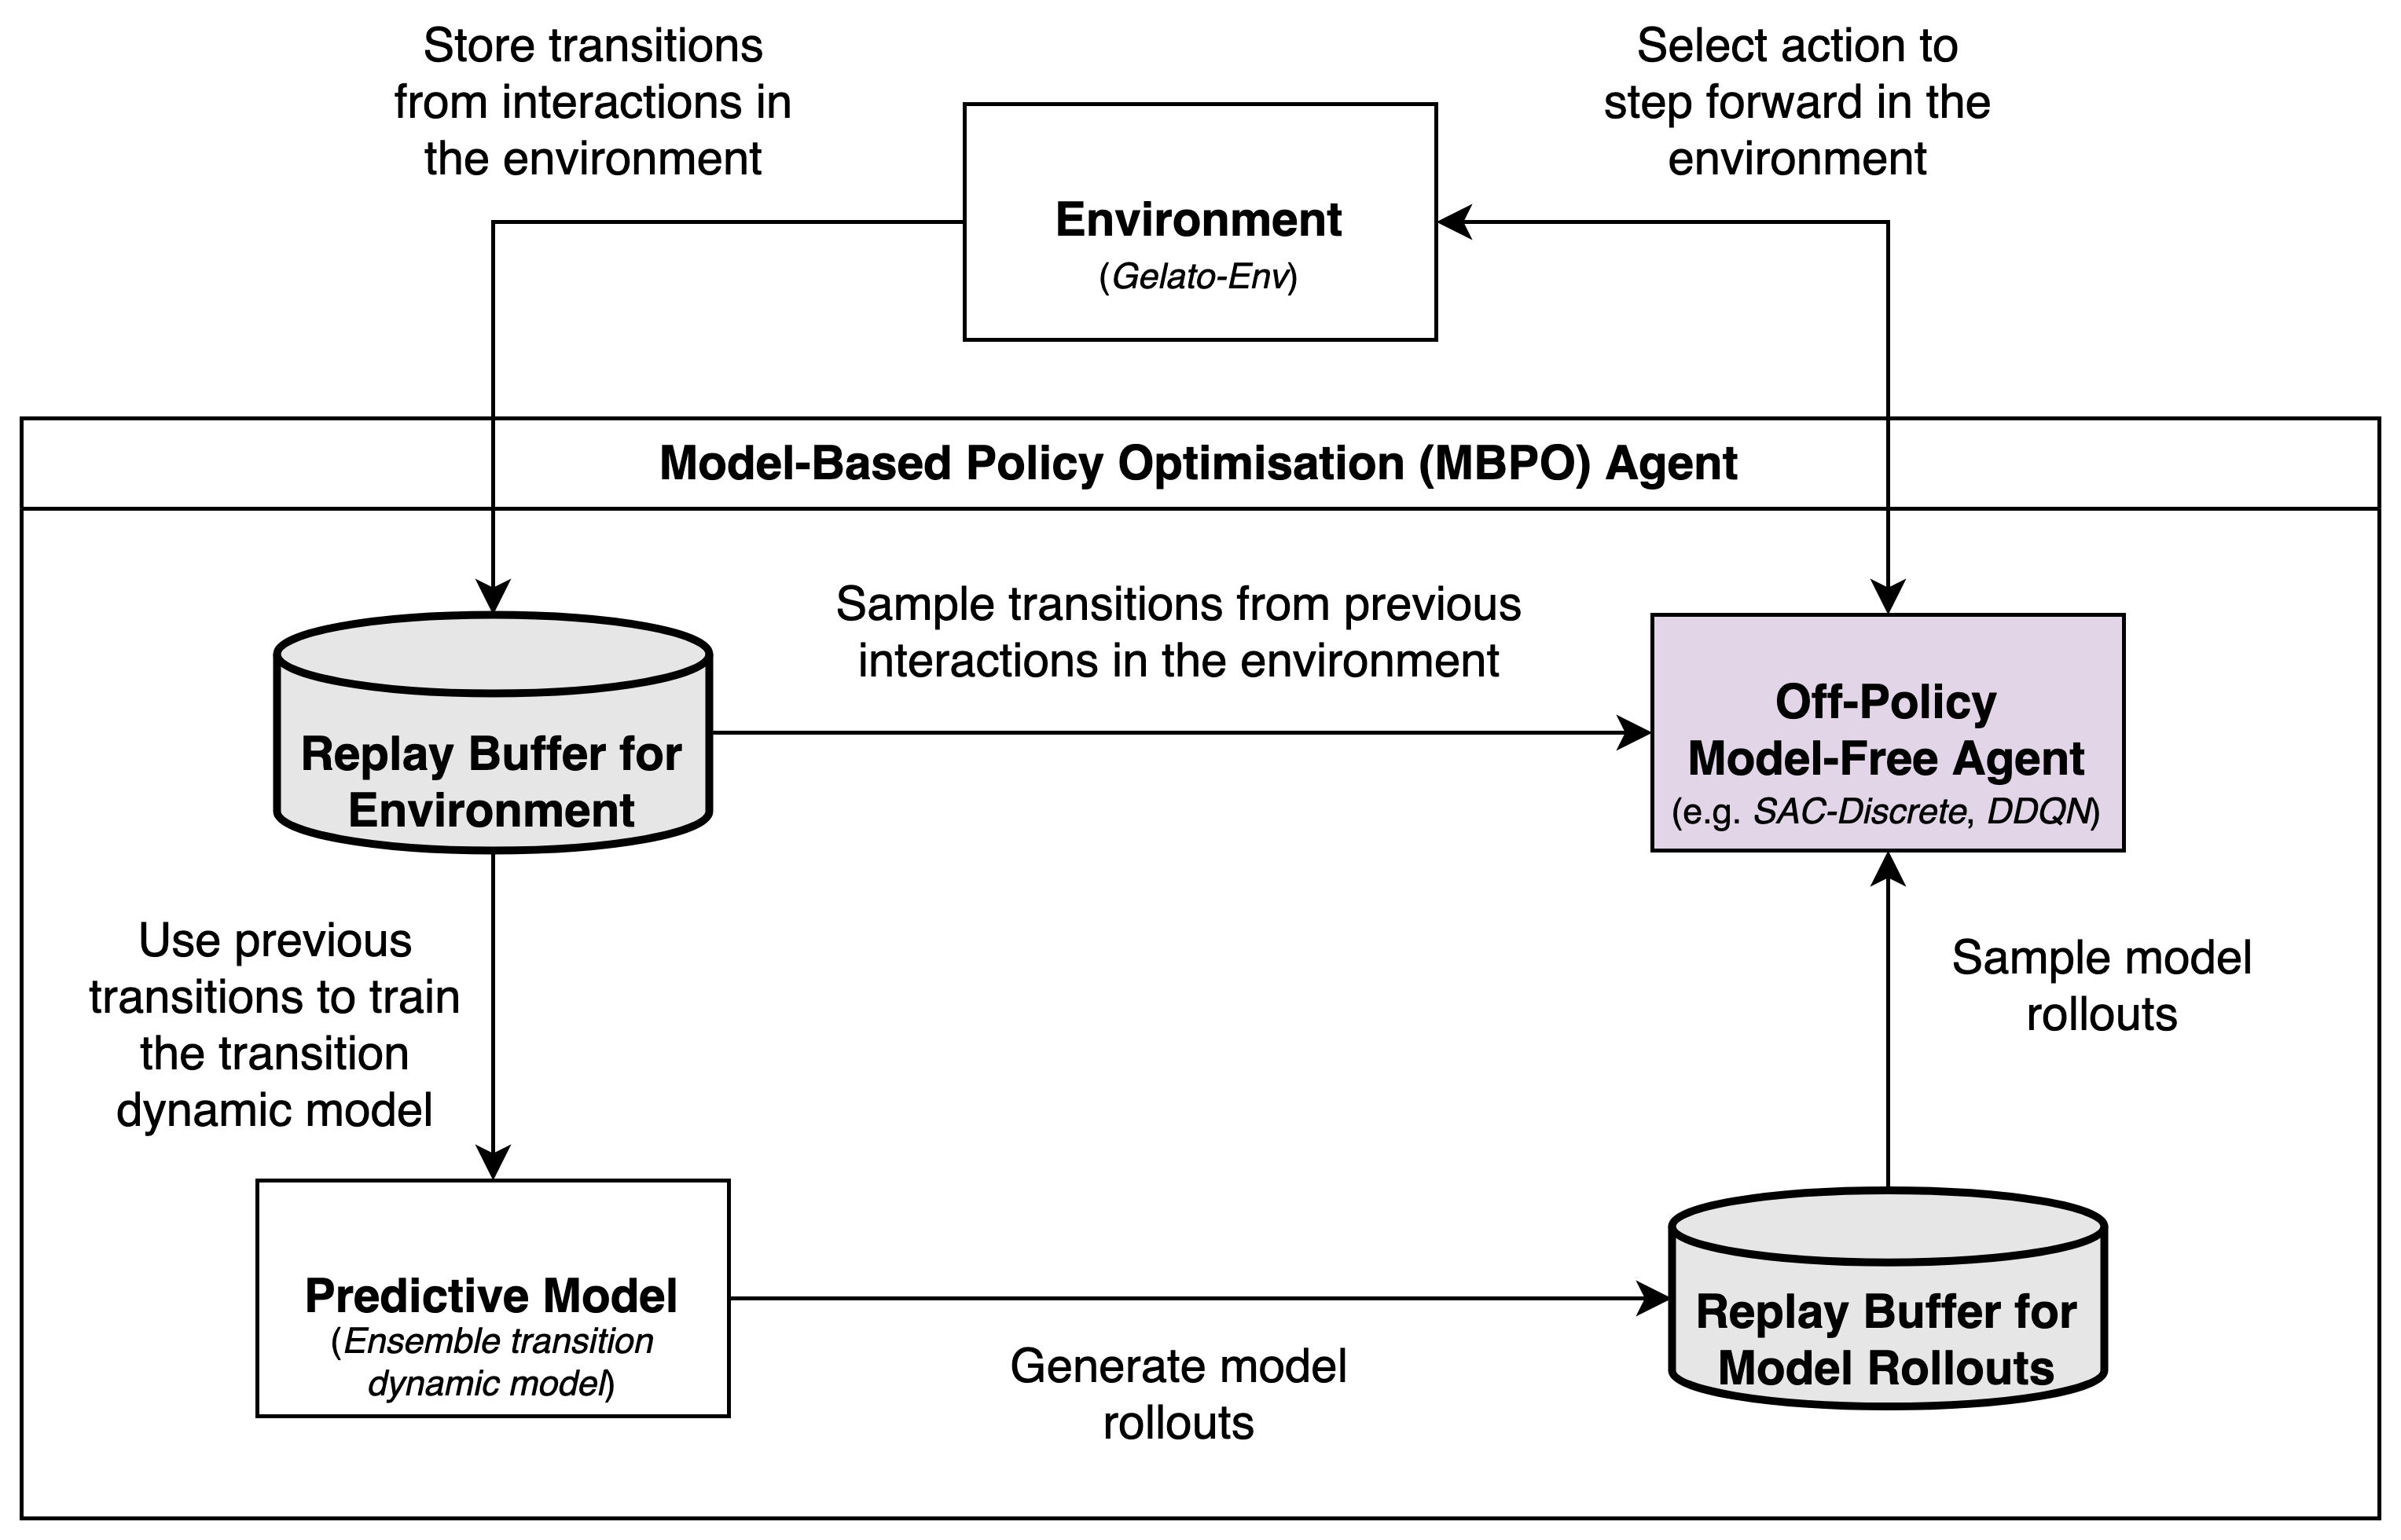 Store transitions
from interactions in
the environment
Select action to
step forward in the
environment
Environment
(Gelato-Env)
Model-Based Policy Optimisation (MBPO) Agent
Sample transitions from previous
interactions in the environment
Replay Buffer for
Environment
Off-Policy
Model-Free Agent
(e.g. SAC-Discrete, DDQN)
Use previous
transitions to train
the transition
dynamic model
Sample model
rollouts
Predictive Model
(Ensemble transition
dynamic model)
Generate model
rollouts
Replay Buffer for
Model Rollouts